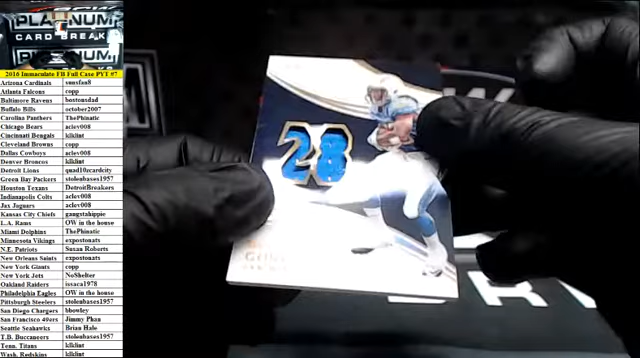 PLATINUM
CARD BREAK
PLATINUM
2016 Immaculate FB Full Case PYT #7
Arizona Cardinals sunsfan8
Atlanta Falcons copp
Baltimore Ravens bostonsdad
Buffalo Bills october2007
Carolina Panthers ThePhinatic
Chicago Bears aclev008
Cincinnati Bengals klklint
Cleveland Browns copp
Dallas Cowboys aclev008
Denver Broncos klklint
Detroit Lions quad10cardcity
Green Bay Packers stolenbases1957
Houston Texans DetroitBreakers
Indianapolis Colts aclev008
Jax Jaguars aclev008
Kansas City Chiefs gangstahippie
L.A. Rams OW in the house
Miami Dolphins ThePhinatic
Minnesota Vikings expostonats
N.E. Patriots Susan Roberts
New Orleans Saints expostonats
New York Giants copp
New York Jets NoShelter
Oakland Raiders issaca1978
Philadelphia Eagles OW in the house
Pittsburgh Steelers stolenbases1957
San Diego Chargers bbowley
San Francisco 49ers Jimmy Phan
Seattle Seahawks Brian Hale
T.B. Buccaneers stolenbases1957
Tenn. Titans klklint
Wash. Redskins klklint
28